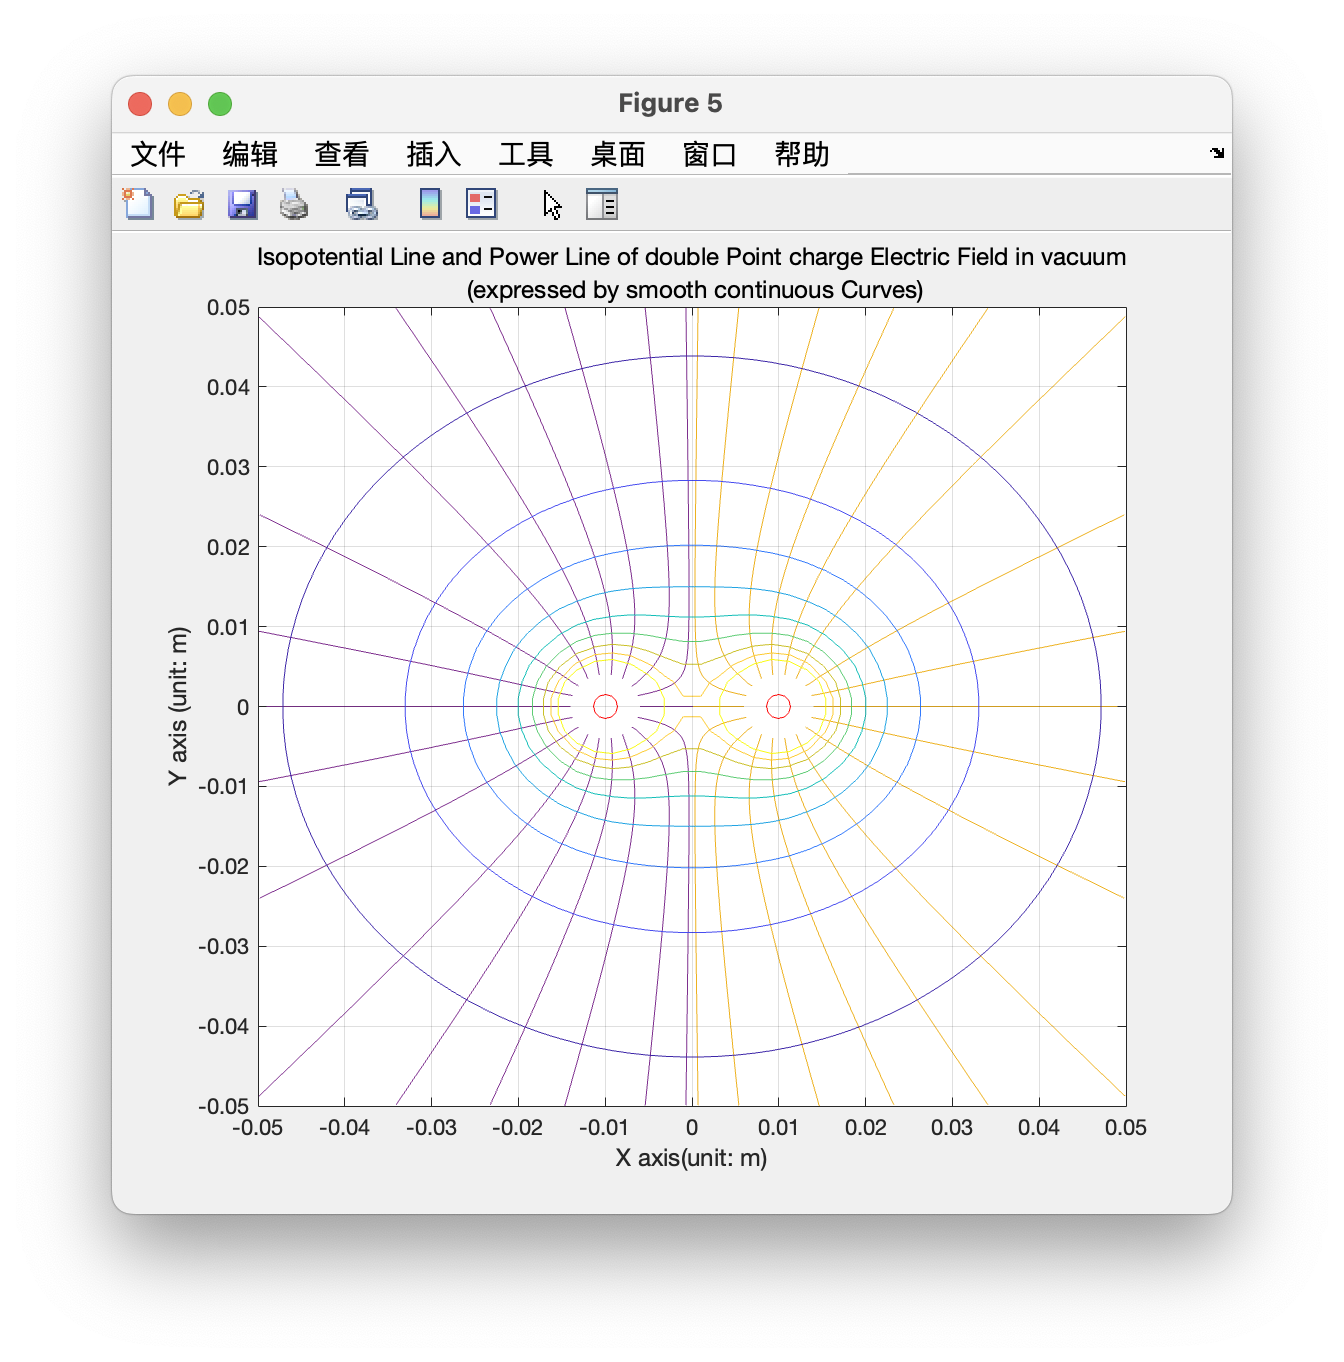 Figure 5
文件 编辑 查看 插入 工具 桌面 窗口 帮助
Isopotential Line and Power Line of double Point charge Electric Field in vacuum
(expressed by smooth continuous Curves)
0.05
0.04
0.03
0.02
0.01
0
-0.01
-0.02
-0.03
-0.04
-0.05
Y axis (unit: m)
-0.05 -0.04 -0.03 -0.02 -0.01 0 0.01 0.02 0.03 0.04 0.05
X axis(unit: m)